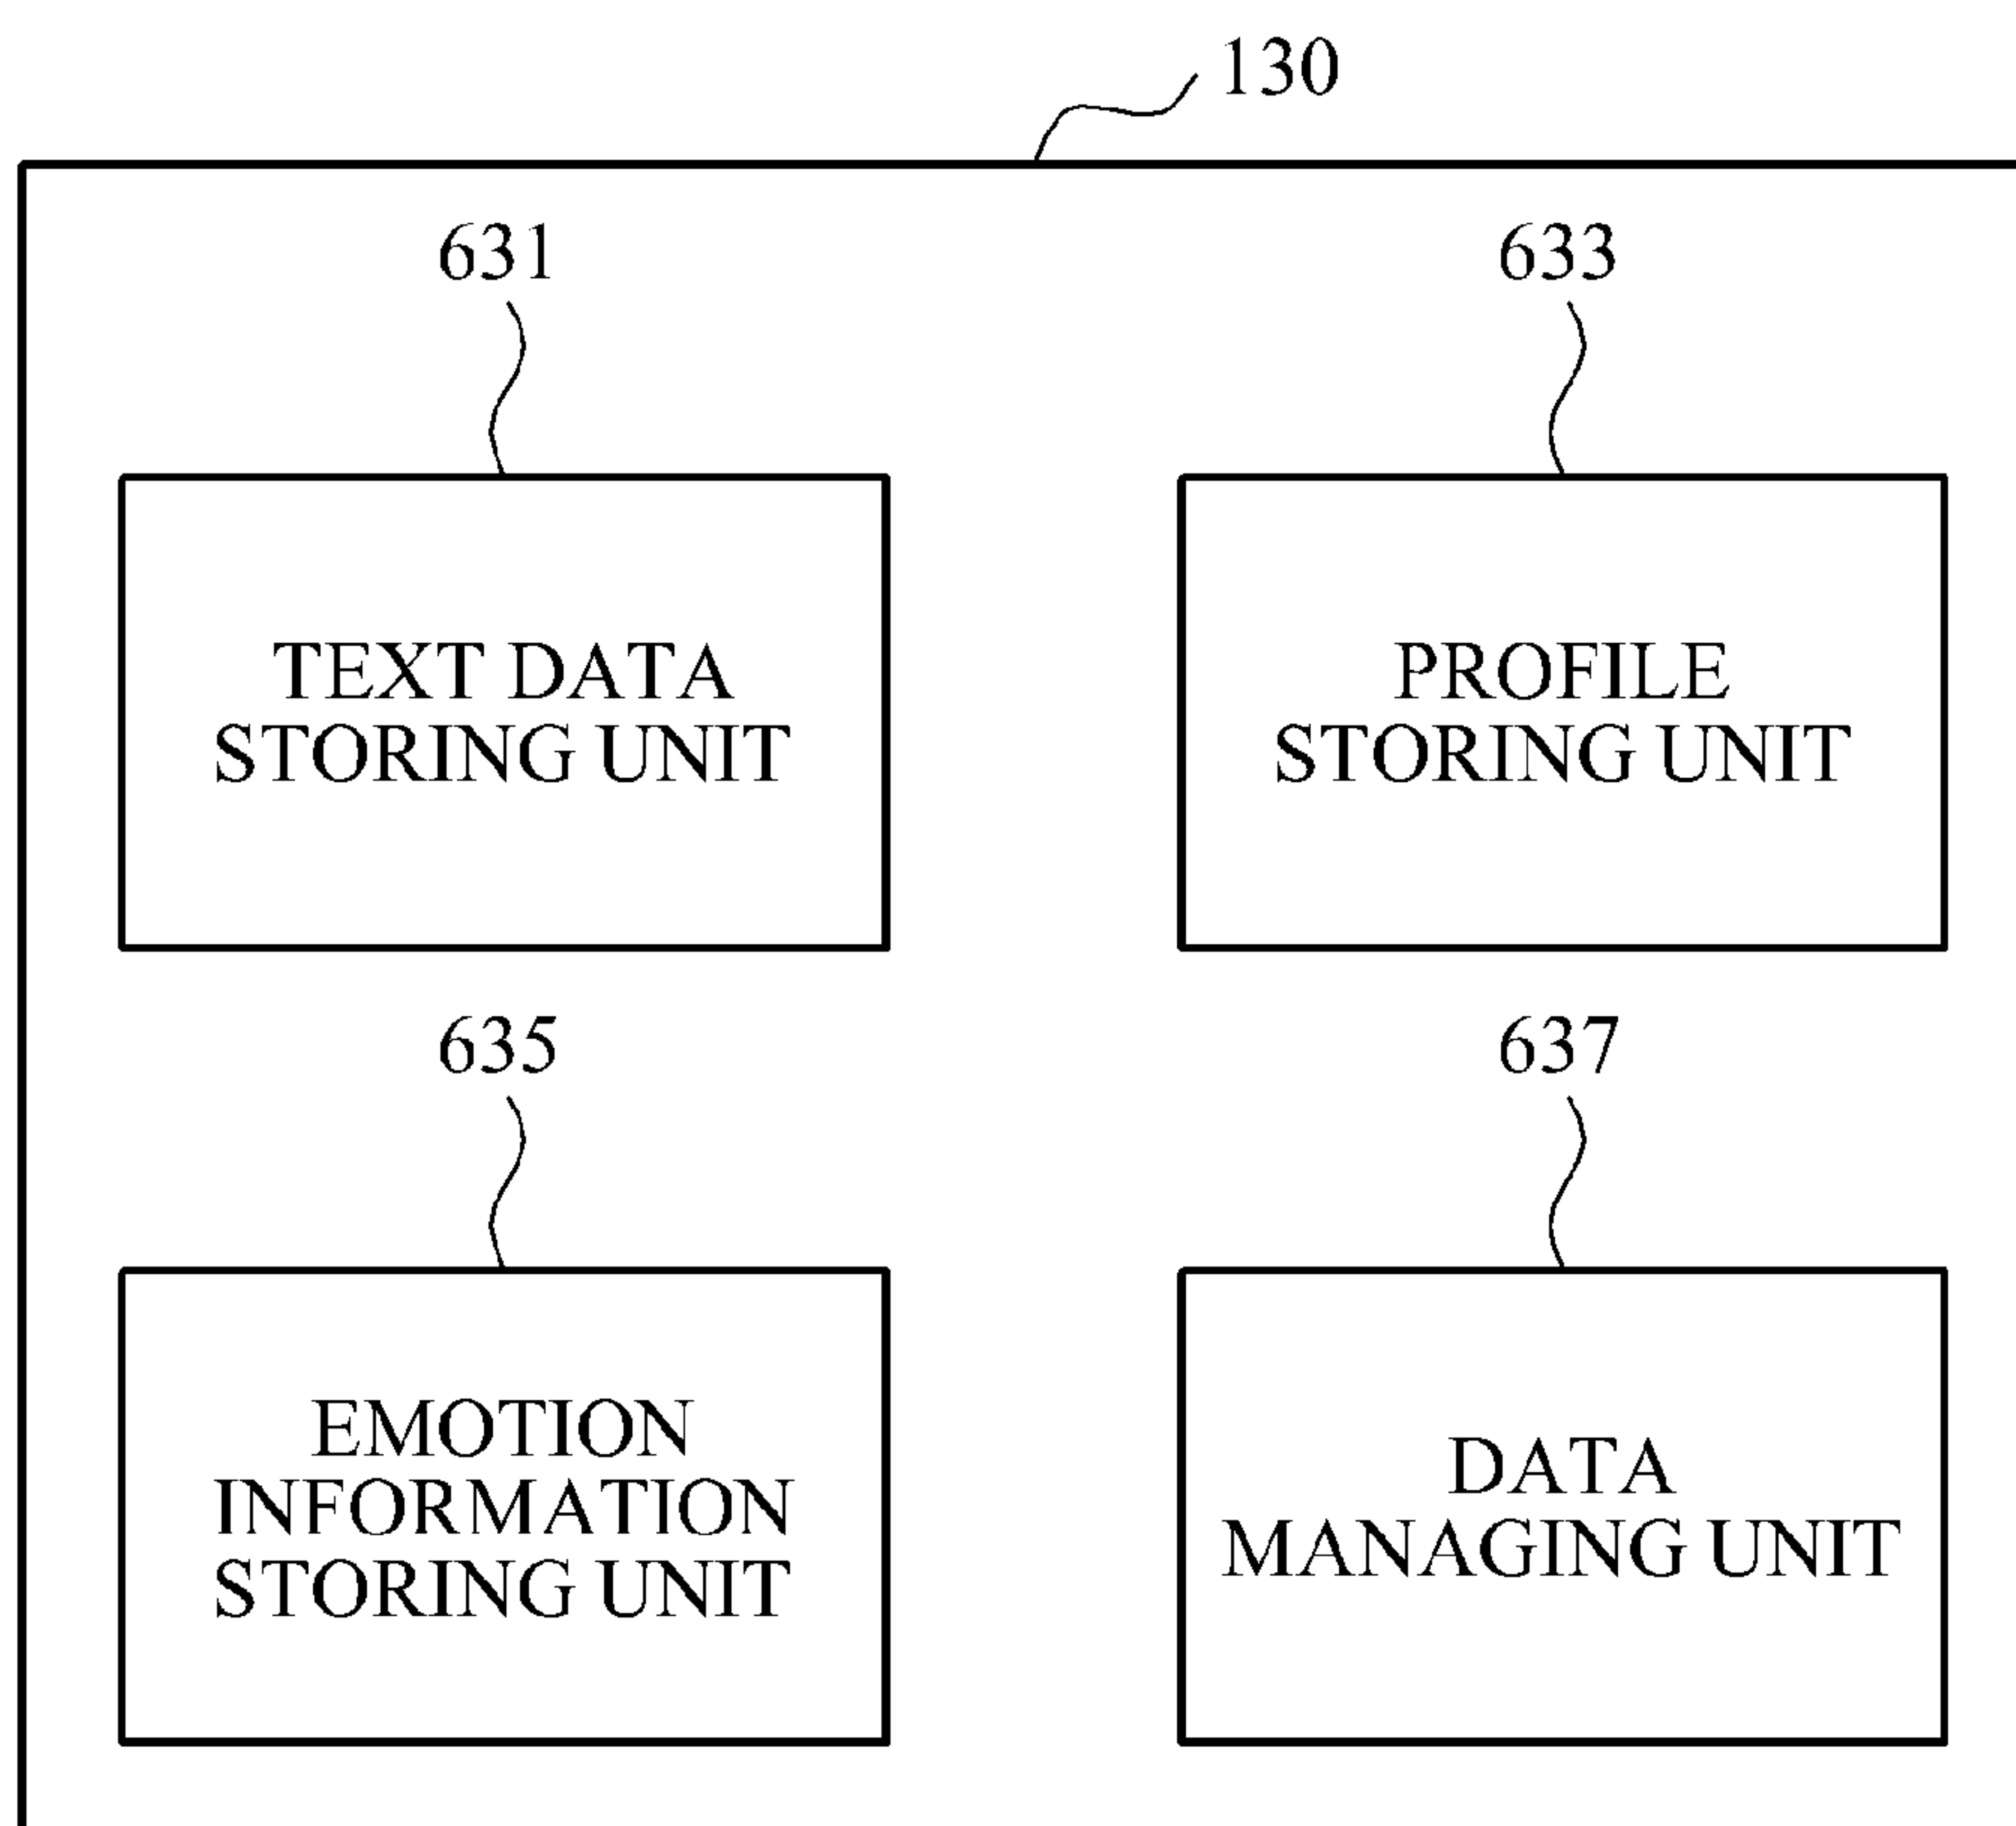 130
631
633
TEXT DATA
STORING UNIT
PROFILE
STORING UNIT
635
637
EMOTION
INFORMATION
STORING UNIT
DATA
MANAGING UNIT